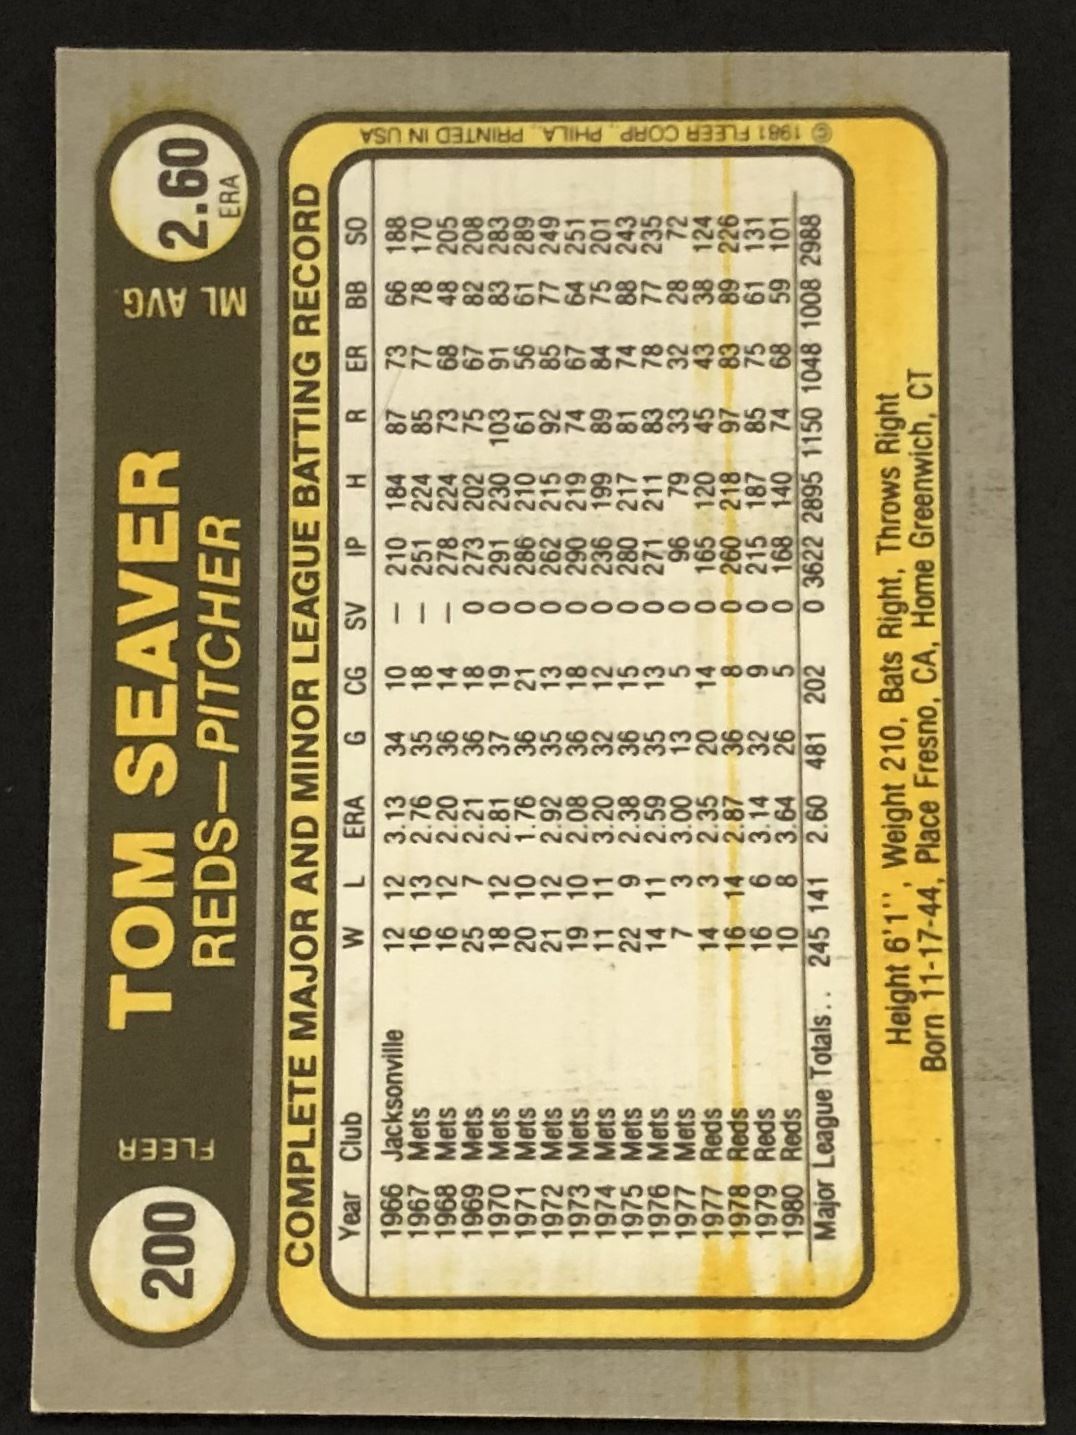 200 FLEER TOM SEAVER ML AVG. 2.60
REDS—PITCHER ERA
COMPLETE MAJOR AND MINOR LEAGUE BATTING RECORD
Year Club W L ERA G CG SV IP H R ER BB SO
1966 Jacksonville 12 12 3.13 34 10 — 210 184 87 73 66 188
1967 Mets 16 13 2.76 35 18 — 251 224 85 77 78 170
1968 Mets 16 12 2.20 36 14 — 278 224 73 68 48 205
1969 Mets 25 7 2.21 36 18 0 273 202 75 67 82 208
1970 Mets 18 12 2.81 37 19 0 291 230 103 91 83 283
1971 Mets 20 10 1.76 36 21 0 286 210 61 56 61 289
1972 Mets 21 12 2.92 35 13 0 262 215 92 85 77 249
1973 Mets 19 10 2.08 36 18 0 290 219 74 67 64 251
1974 Mets 11 11 3.20 32 12 0 236 199 89 84 75 201
1975 Mets 22 9 2.38 36 15 0 280 217 81 74 88 243
1976 Mets 14 11 2.59 35 13 0 271 211 83 78 77 235
1977 Mets 7 3 3.00 13 5 0 96 79 33 32 28 72
1977 Reds 14 3 2.35 20 14 0 165 120 45 43 38 124
1978 Reds 16 14 2.87 36 8 0 260 218 97 83 89 226
1979 Reds 16 6 3.14 32 9 0 215 187 85 75 61 131
1980 Reds 10 8 3.64 26 5 0 168 140 74 68 59 101
Major League Totals.. 245 141 2.60 481 202 0 3622 2895 1150 1048 1008 2988
Height 6'1'', Weight 210, Bats Right, Throws Right
Born 11-17-44, Place Fresno, CA, Home Greenwich, CT
© 1981 FLEER CORP., PHILA., PRINTED IN USA